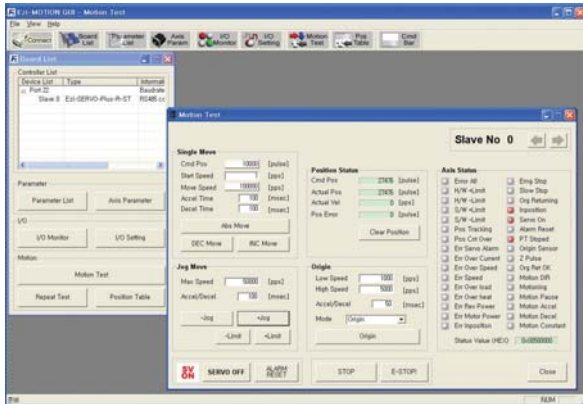 Ezi-MOTION GUI - Motion Test
File View Help
Connect Board List Parameter List Axis Param I/O Monitor I/O Setting Motion Test Pos Table Cmd Bar
Board List
Controller List
Device List Type Informati
Port 22 Baudrate
Slave 0 Ezi-SERVO-Plus-R-ST RS485 cc
Parameter
Parameter List Axis Parameter
I/O
I/O Monitor I/O Setting
Motion
Motion Test
Repeat Test Position Table
Motion Test
Slave No 0
Single Move
Cmd Pos 10000 [pulse]
Start Speed 1 [pps]
Move Speed 100000 [pps]
Accel Time 100 [msec]
Decel Time 100 [msec]
Abs Move
DEC Move INC Move
Jog Move
Max Speed 50000 [pps]
Accel/Decel 100 [msec]
-Jog +Jog
-Limit +Limit
Position Status
Cmd Pos 27476 [pulse]
Actual Pos 27476 [pulse]
Actual Vel 0 [pps]
Pos Error 0 [pulse]
Clear Position
Origin
Low Speed 1000 [pps]
High Speed 5000 [pps]
Accel/Decel 50 [msec]
Mode Origin
Origin
Axis Status
Error All Emg Stop
H/W +Limit Slow Stop
H/W -Limit Org Returning
S/W +Limit Inposition
S/W -Limit Servo On
Pos Tracking Alarm Reset
Pos Cnt Over PT Stoped
Err Servo Alarm Origin Sensor
Err Over Current Z Pulse
Err Over Speed Org Ret OK
Err Speed Motion DIR
Err Over load Motioning
Err Over heat Motion Pause
Err Rev Power Motion Accel
Err Motor Power Motion Decel
Err Inposition Motion Constant
Status Value (HEX)
SV ON SERVO OFF ALARM RESET STOP E-STOP! Close
NUM